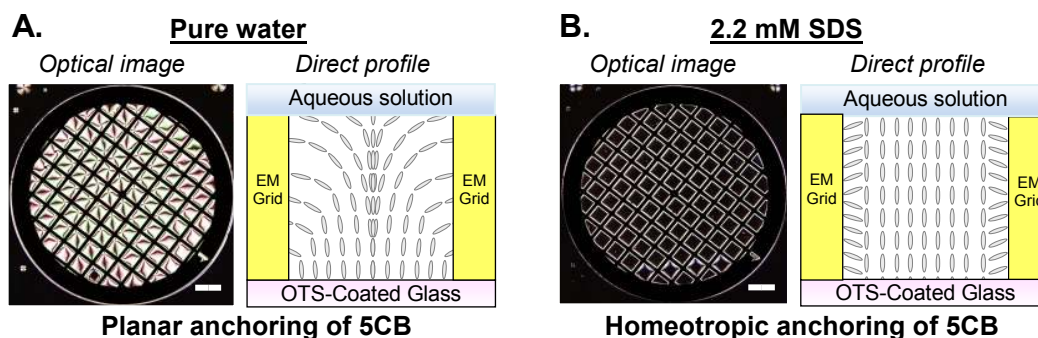 A.
Pure water
Optical image
Direct profile
Aqueous solution
EM
Grid
EM
Grid
OTS-Coated Glass
Planar anchoring of 5CB
B.
2.2 mM SDS
Optical image
Direct profile
Aqueous solution
EM
Grid
EM
Grid
OTS-Coated Glass
Homeotropic anchoring of 5CB